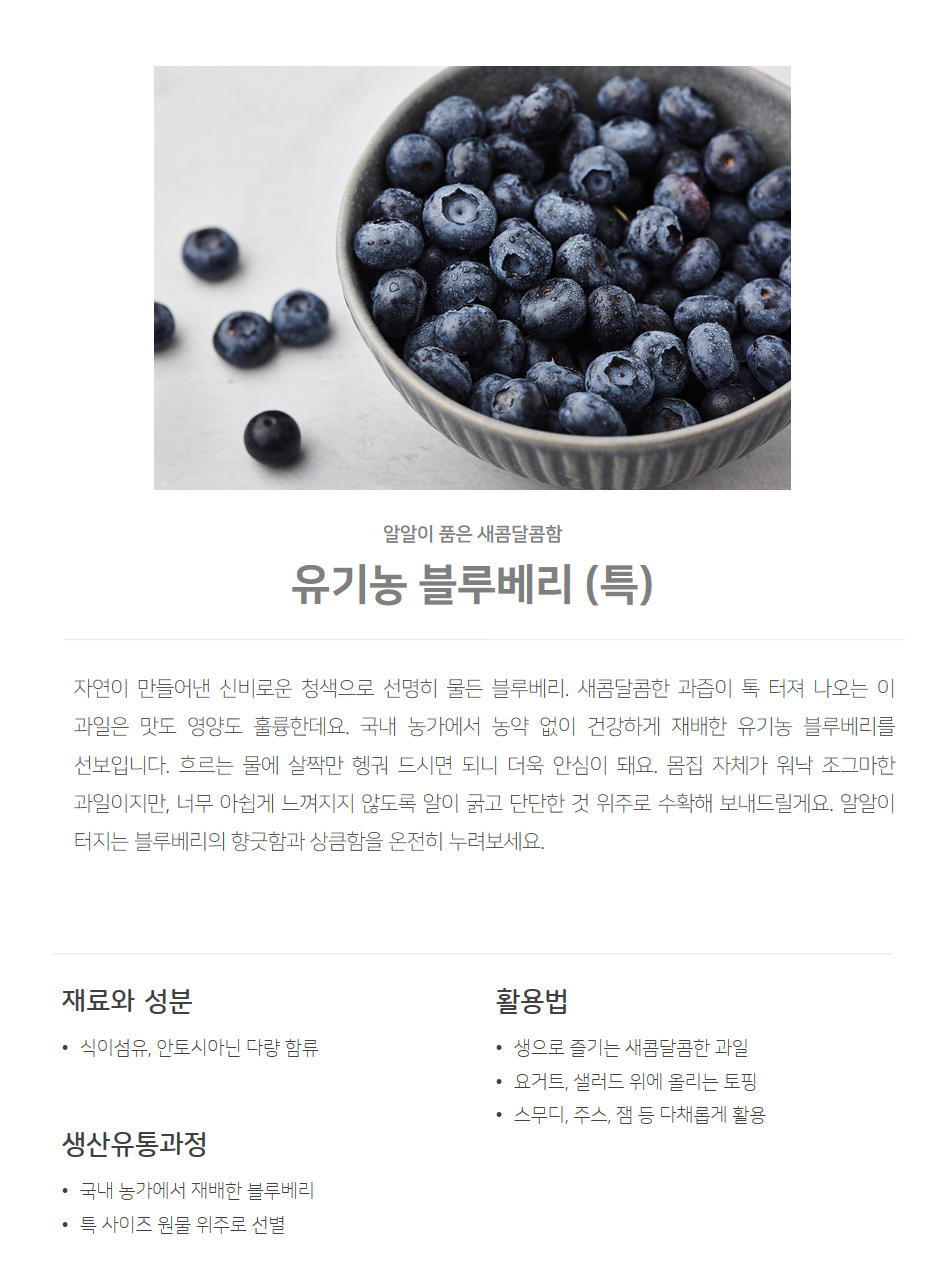 알알이 품은 새콤달콤함
유기농 블루베리 (특)
자연이 만들어낸 신비로운 청색으로 선명히 물든 블루베리. 새콤달콤한 과즙이 톡 터져 나오는 이
과일은 맛도 영양도 훌륭한데요. 국내 농가에서 농약 없이 건강하게 재배한 유기농 블루베리를
선보입니다. 흐르는 물에 살짝만 헹궈 드시면 되니 더욱 안심이 돼요. 몸집 자체가 워낙 조그마한
과일이지만, 너무 아쉽게 느껴지지 않도록 알이 굵고 단단한 것 위주로 수확해 보내드릴게요. 알알이
터지는 블루베리의 향긋함과 상큼함을 온전히 누려보세요.
재료와 성분
• 식이섬유, 안토시아닌 다량 함류
생산유통과정
• 국내 농가에서 재배한 블루베리
• 특 사이즈 원물 위주로 선별
활용법
• 생으로 즐기는 새콤달콤한 과일
• 요거트, 샐러드 위에 올리는 토핑
• 스무디, 주스, 잼 등 다채롭게 활용